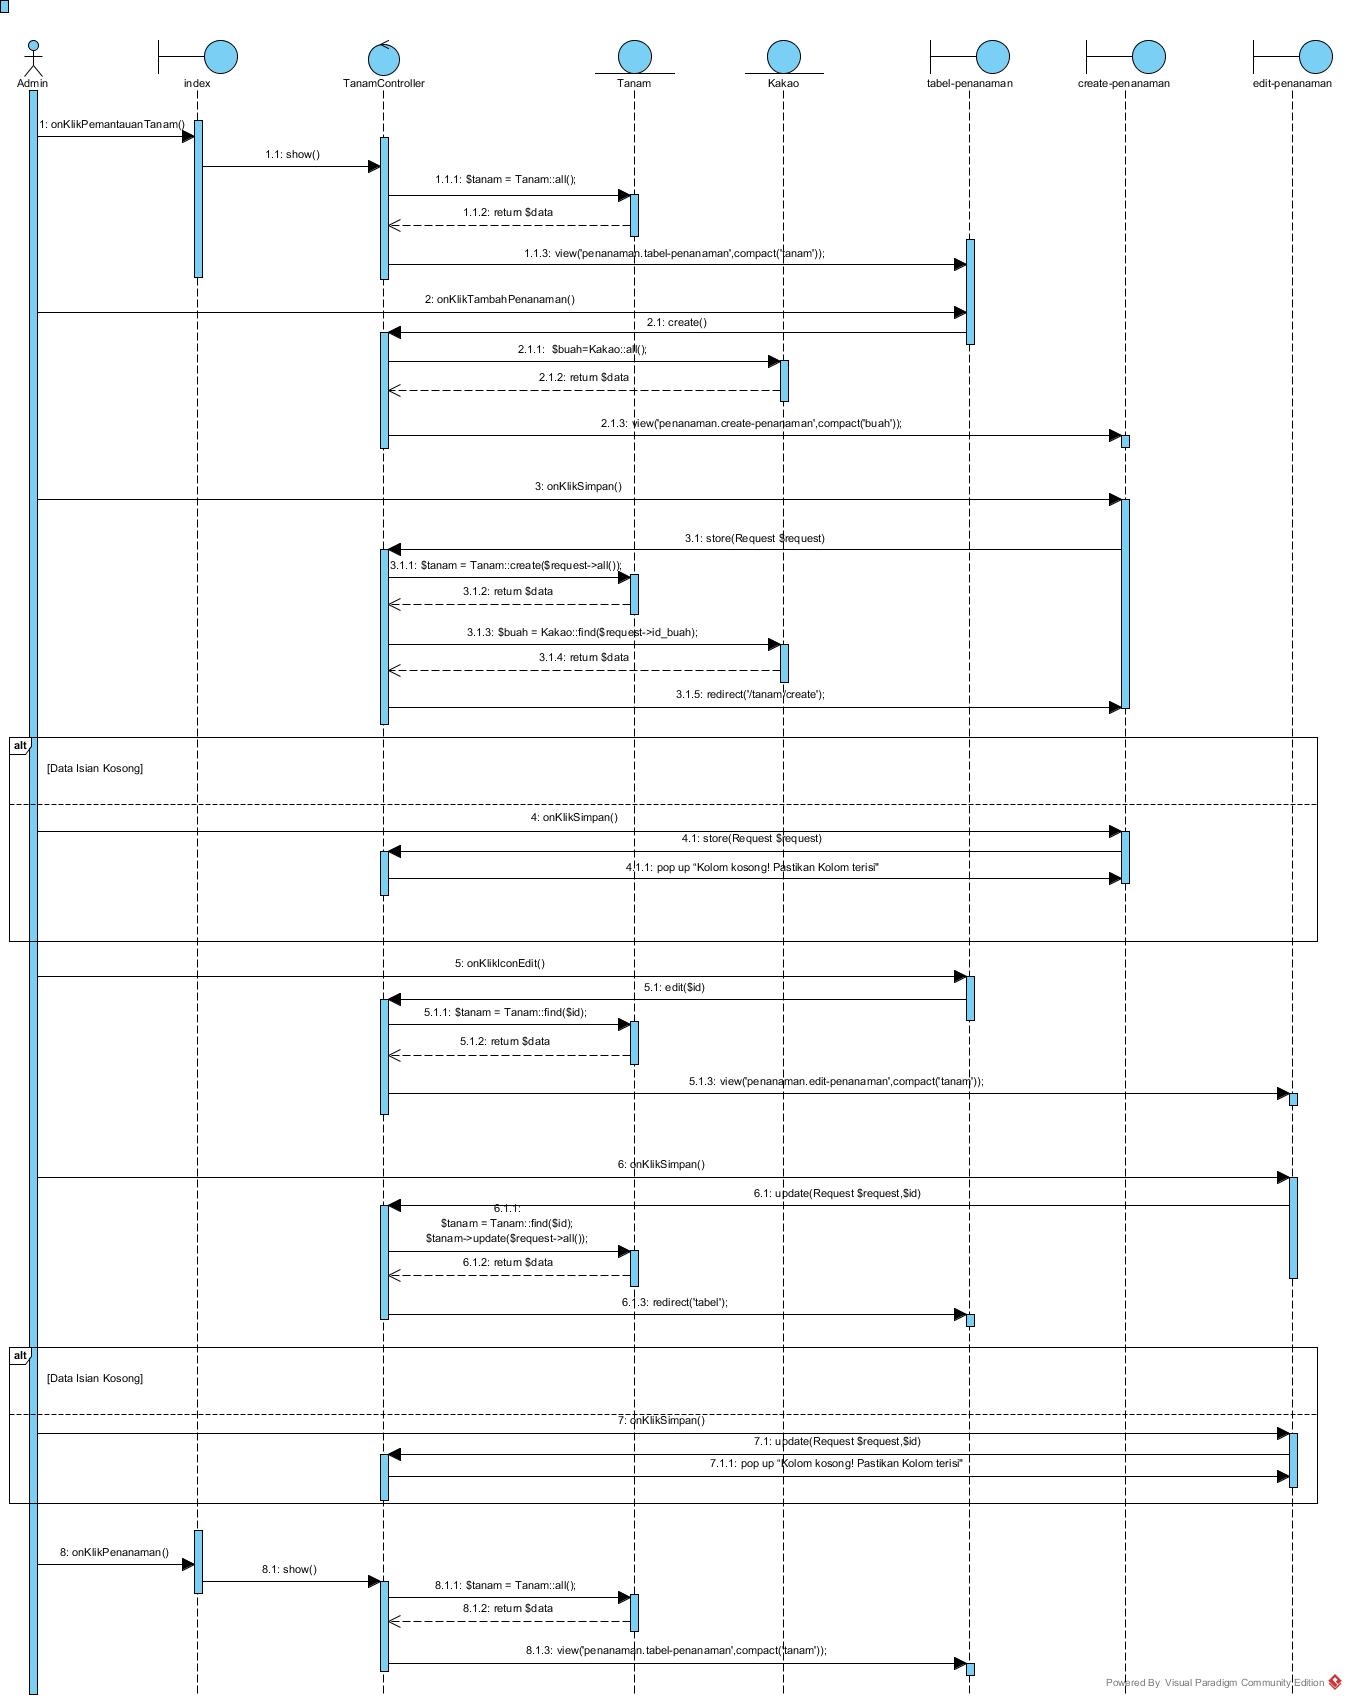 Admin
index
TanamController
Tanam
Kakao
tabel-penanaman
create-penanaman
edit-penanaman
1: onKlikPemantauanTanam()
1.1: show()
1.1.1: $tanam = Tanam::all();
1.1.2: return $data
1.1.3: view('penanaman.tabel-penanaman',compact('tanam'));
2: onKlikTambahPenanaman()
2.1: create()
2.1.1: $buah=Kakao::all();
2.1.2: return $data
2.1.3: view('penanaman.create-penanaman',compact('buah'));
3: onKlikSimpan()
3.1: store(Request $request)
3.1.1: $tanam = Tanam::create($request->all());
3.1.2: return $data
3.1.3: $buah = Kakao::find($request->id_buah);
3.1.4: return $data
3.1.5: redirect('/tanam/create');
alt
[Data Isian Kosong]
4: onKlikSimpan()
4.1: store(Request $request)
4.1.1: pop up "Kolom kosong! Pastikan Kolom terisi"
5: onKlikIconEdit()
5.1: edit($id)
5.1.1: $tanam = Tanam::find($id);
5.1.2: return $data
5.1.3: view('penanaman.edit-penanaman',compact('tanam'));
6: onKlikSimpan()
6.1: update(Request $request,$id)
6.1.1:
$tanam = Tanam::find($id);
$tanam->update($request->all());
6.1.2: return $data
6.1.3: redirect('tabel');
alt
[Data Isian Kosong]
7: onKlikSimpan()
7.1: update(Request $request,$id)
7.1.1: pop up "Kolom kosong! Pastikan Kolom terisi"
8: onKlikPenanaman()
8.1: show()
8.1.1: $tanam = Tanam::all();
8.1.2: return $data
8.1.3: view('penanaman.tabel-penanaman',compact('tanam'));
Powered By Visual Paradigm Community Edition